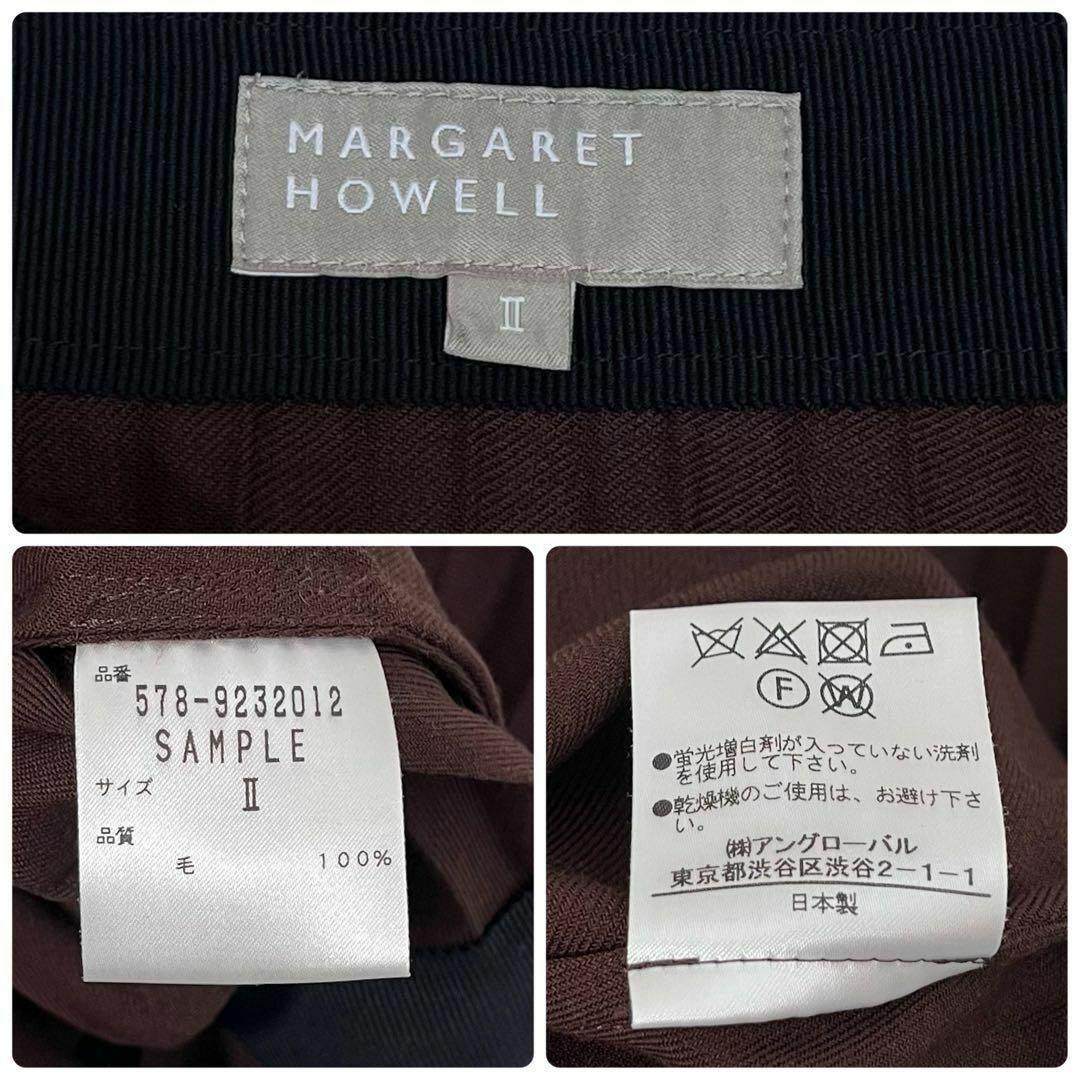 MARGARET
HOWELL
II
品番
578-9232012
SAMPLE
サイズ II
品質
毛 100%
F
W
●蛍光増白剤が入っていない洗剤
を使用して下さい。
●乾燥機のご使用は、お避け下さ
い。
㈱アングローバル
東京都渋谷区渋谷2-1-1
日本製